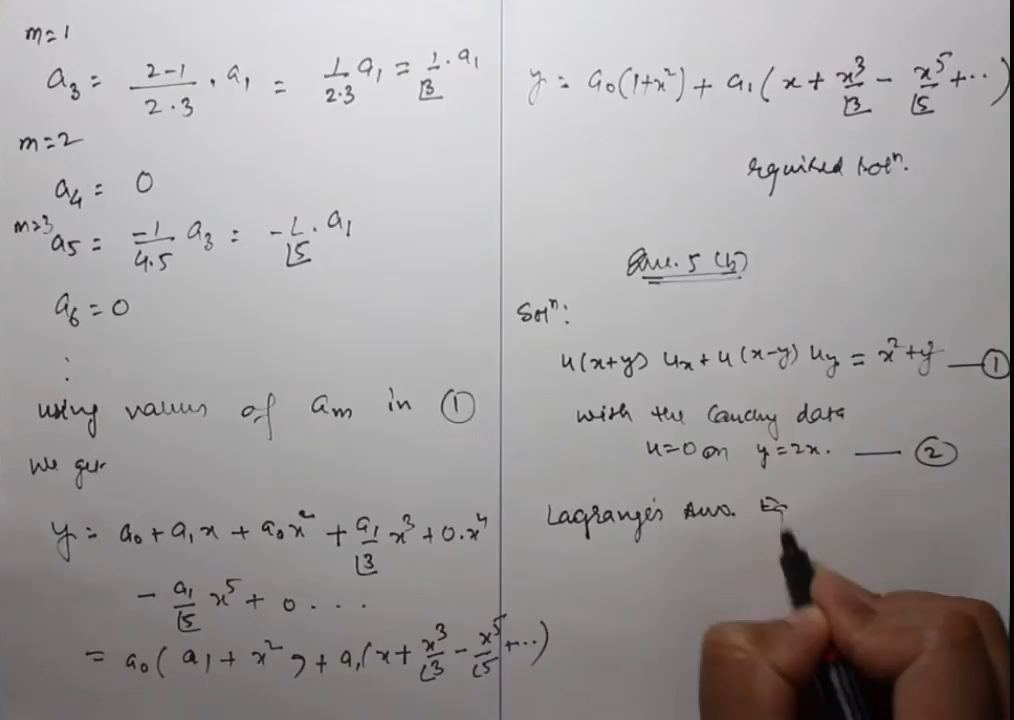 m=1
a₃ = (2-1)/(2·3) · a₁ = 1/(2·3) a₁ = 1/⌊3 · a₁
m=2
a₄ = 0
m=3 a₅ = -1/(4.5) a₃ = -1/⌊5 · a₁
a₆ = 0
⋮
using values of am in ①
we get
y = a₀ + a₁x + a₀x² + a₁/⌊3 x³ + 0·x⁴
- a₁/⌊5 x⁵ + 0 . . . .
= a₀( a₁ + x² ) + a₁(x + x³/⌊3 - x⁵/⌊5 + ...)
y = a₀(1+x²) + a₁( x + x³/⌊3 - x⁵/⌊5 + ... )
required solⁿ.
Que. 5 (b)
Solⁿ:
u(x+y) ux + u(x-y) uy = x²+y² — ①
with the Cauchy data
u=0 on y=2x. — ②
Lagrange's Aux. E